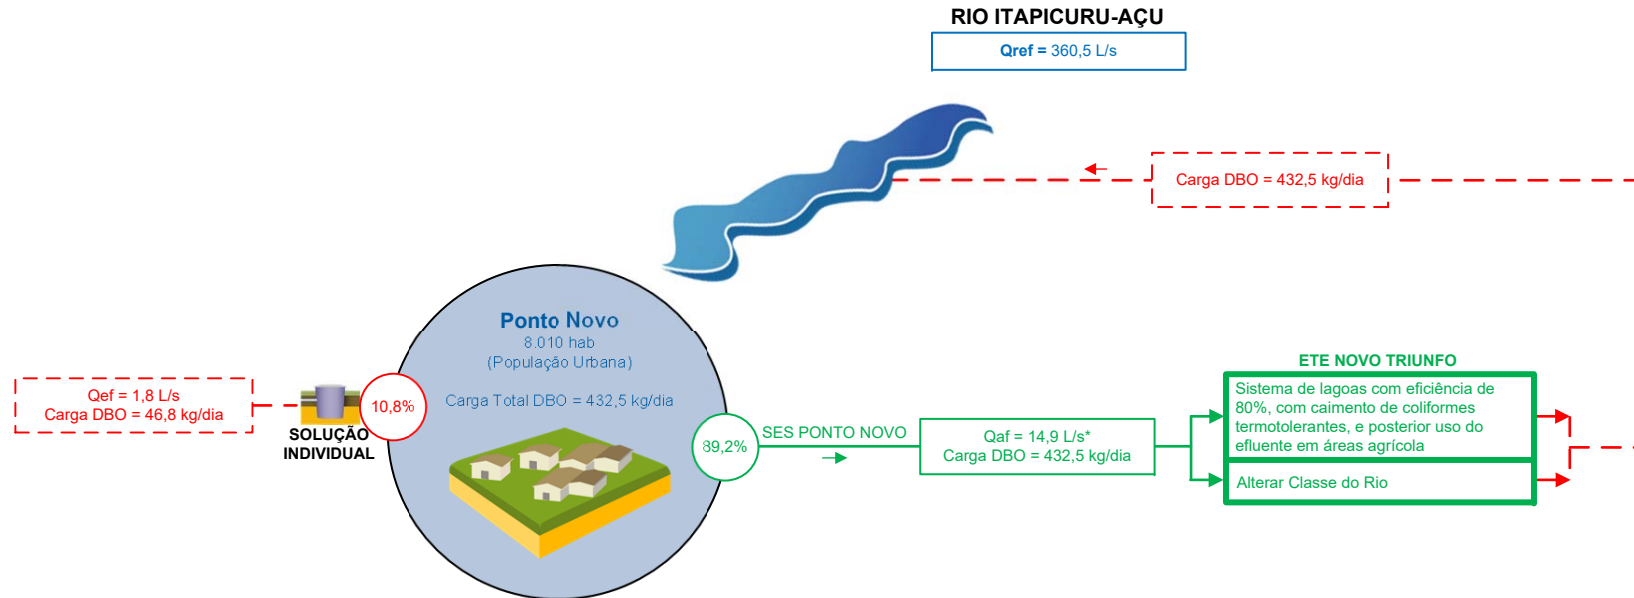 RIO ITAPICURU-AÇU
Qref = 360,5 L/s
Carga DBO = 432,5 kg/dia
Ponto Novo
8.010 hab
(População Urbana)
Carga Total DBO = 432,5 kg/dia
Qef = 1,8 L/s
Carga DBO = 46,8 kg/dia
SOLUÇÃO
INDIVIDUAL
10,8%
89,2%
SES PONTO NOVO
Qaf = 14,9 L/s*
Carga DBO = 432,5 kg/dia
ETE NOVO TRIUNFO
Sistema de lagoas com eficiência de
80%, com caimento de coliformes
termotolerantes, e posterior uso do
efluente em áreas agrícola
Alterar Classe do Rio